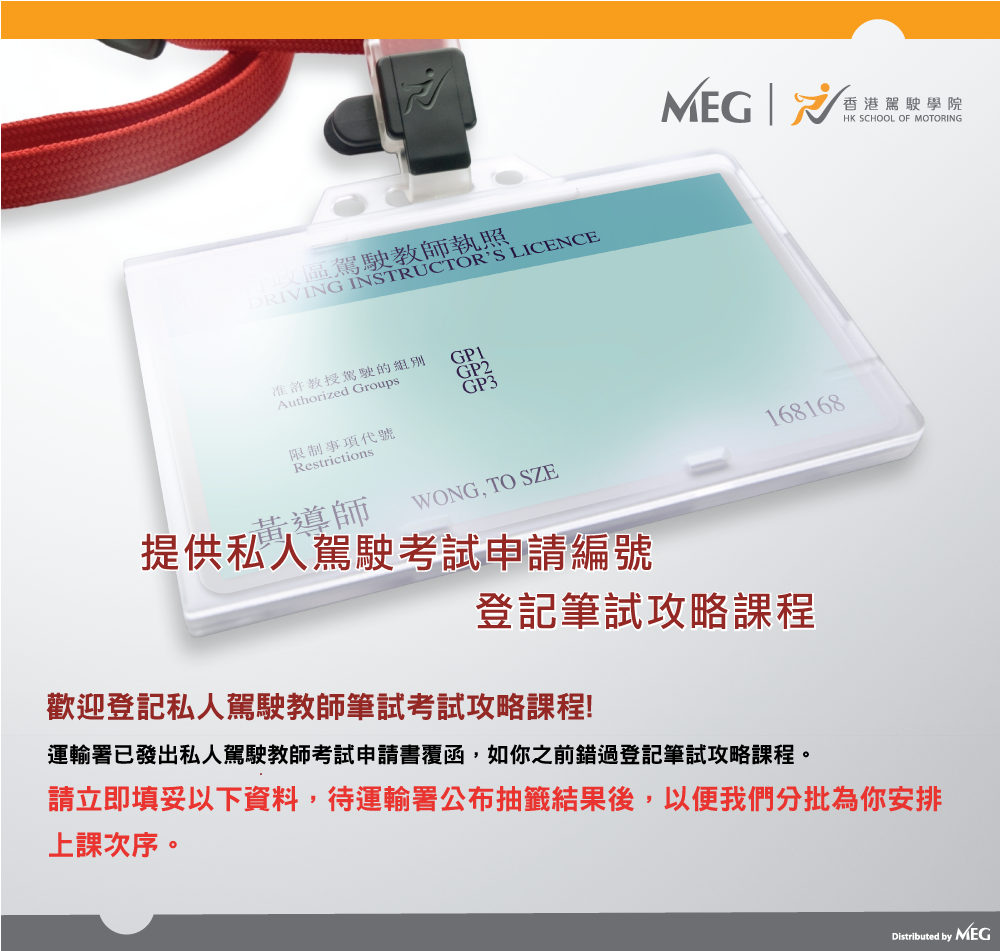 MEG
香港駕駛學院
HK SCHOOL OF MOTORING
政區駕駛教師執照
DRIVING INSTRUCTOR'S LICENCE
准許教授駕駛的組別
Authorized Groups
GP1
GP2
GP3
限制事項代號
Restrictions
168168
黃導師 WONG, TO SZE
提供私人駕駛考試申請編號
登記筆試攻略課程
歡迎登記私人駕駛教師筆試考試攻略課程!
運輸署已發出私人駕駛教師考試申請書覆函，如你之前錯過登記筆試攻略課程。
請立即填妥以下資料，待運輸署公布抽籤結果後，以便我們分批為你安排
上課次序。
Distributed by MEG